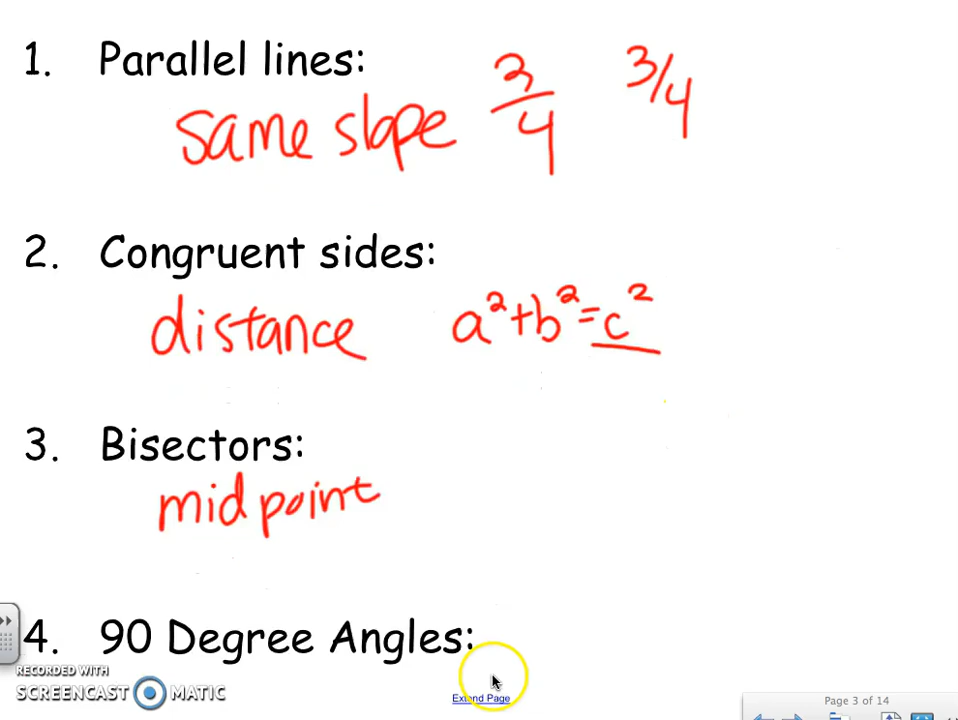 1. Parallel lines:
same slope 3/4 3/4
2. Congruent sides:
distance a²+b²=c²
3. Bisectors:
midpoint
4. 90 Degree Angles:
RECORDED WITH
SCREENCAST MATIC
Extend Page
Page 3 of 14